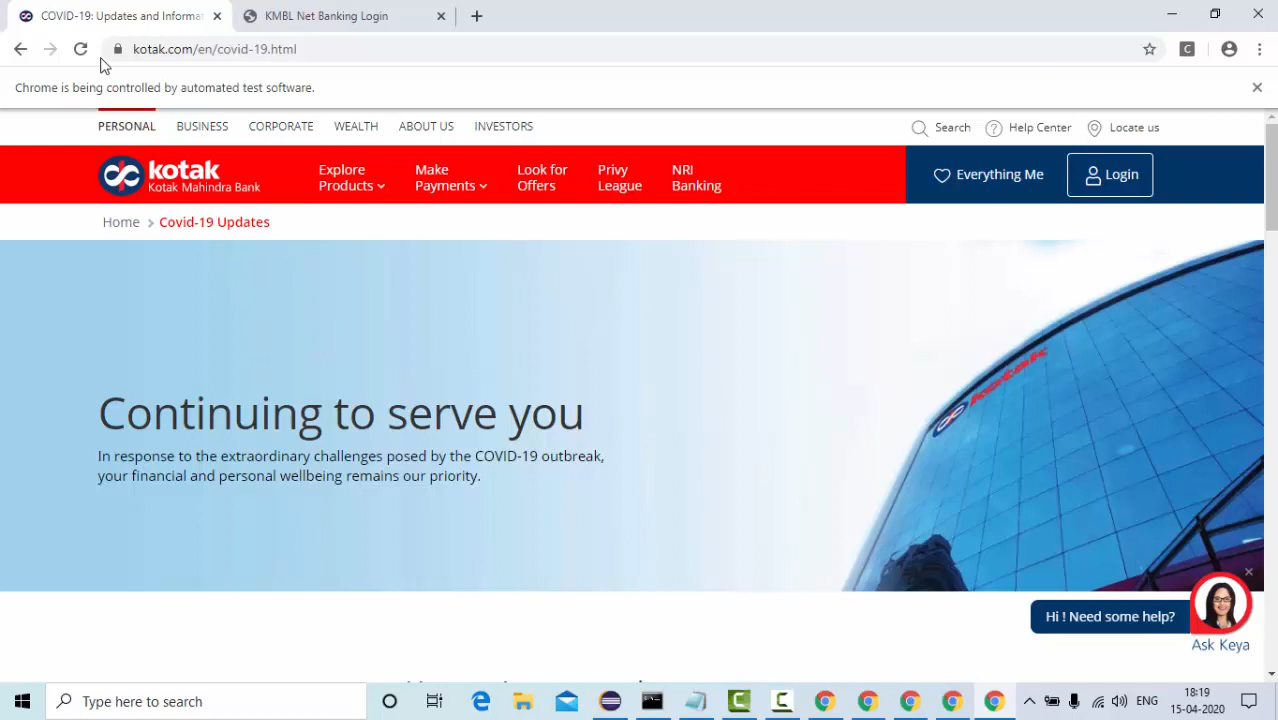 COVID-19: Updates and Informat
KMBL Net Banking Login
kotak.com/en/covid-19.html
Chrome is being controlled by automated test software.
PERSONAL BUSINESS CORPORATE WEALTH ABOUT US INVESTORS
Search Help Center Locate us
kotak
Kotak Mahindra Bank
Explore
Products
Make
Payments
Look for
Offers
Privy
League
NRI
Banking
Everything Me
Login
Home > Covid-19 Updates
kotak
Continuing to serve you
In response to the extraordinary challenges posed by the COVID-19 outbreak,
your financial and personal wellbeing remains our priority.
Hi ! Need some help?
Ask Keya
Type here to search
ENG
18:19
15-04-2020